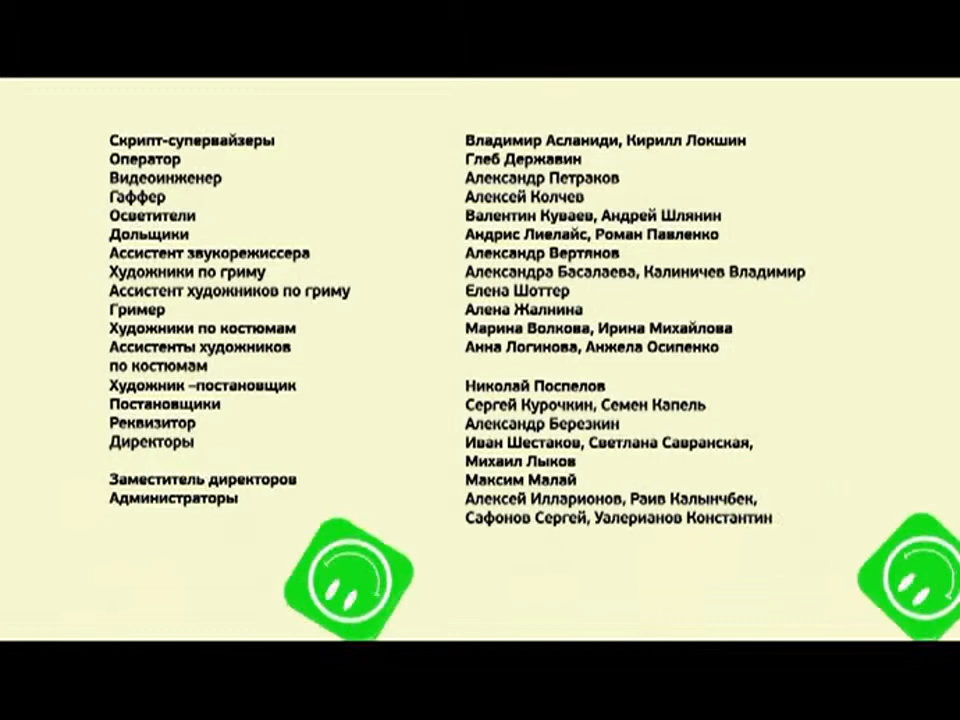 Скрипт-супервайзеры Владимир Асланиди, Кирилл Локшин
Оператор Глеб Державин
Видеоинженер Александр Петраков
Гаффер Алексей Колчев
Осветители Валентин Куваев, Андрей Шлянин
Дольщики Андрис Лиелайс, Роман Павленко
Ассистент звукорежиссера Александр Вертянов
Художники по гриму Александра Басалаева, Калиничев Владимир
Ассистент художников по гриму Елена Шоттер
Гример Алена Жалнина
Художники по костюмам Марина Волкова, Ирина Михайлова
Ассистенты художников Анна Логинова, Анжела Осипенко
по костюмам
Художник –постановщик Николай Поспелов
Постановщики Сергей Курочкин, Семен Капель
Реквизитор Александр Березкин
Директоры Иван Шестаков, Светлана Савранская,
Михаил Лыков
Заместитель директоров Максим Малай
Администраторы Алексей Илларионов, Раив Калынчбек,
Сафонов Сергей, Уалерианов Константин